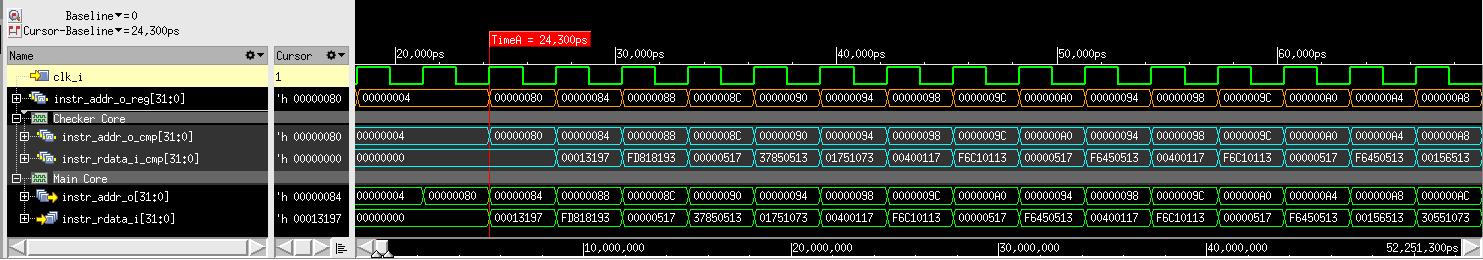 Baseline▼=0
Cursor-Baseline▼=24,300ps
TimeA = 24,300ps
Name Cursor 20,000ps 30,000ps 40,000ps 50,000ps 60,000ps
clk_i 1
instr_addr_o_reg[31:0] 'h 00000080 00000004 00000080 00000084 00000088 0000008C 00000090 00000094 00000098 0000009C 000000A0 00000094 00000098 0000009C 000000A0 000000A4 000000A8
Checker Core
instr_addr_o_cmp[31:0] 'h 00000080 00000004 00000080 00000084 00000088 0000008C 00000090 00000094 00000098 0000009C 000000A0 00000094 00000098 0000009C 000000A0 000000A4 000000A8
instr_rdata_i_cmp[31:0] 'h 00000000 00000000 00013197 FD818193 00000517 37850513 01751073 00400117 F6C10113 00000517 F6450513 00400117 F6C10113 00000517 F6450513 00156513
Main Core
instr_addr_o[31:0] 'h 00000084 00000004 00000080 00000084 00000088 0000008C 00000090 00000094 00000098 0000009C 000000A0 00000094 00000098 0000009C 000000A0 000000A4 000000A8 000000AC
instr_rdata_i[31:0] 'h 00013197 00000000 00013197 FD818193 00000517 37850513 01751073 00400117 F6C10113 00000517 F6450513 00400117 F6C10113 00000517 F6450513 00156513 30551073
10,000,000 20,000,000 30,000,000 40,000,000 52,251,300ps